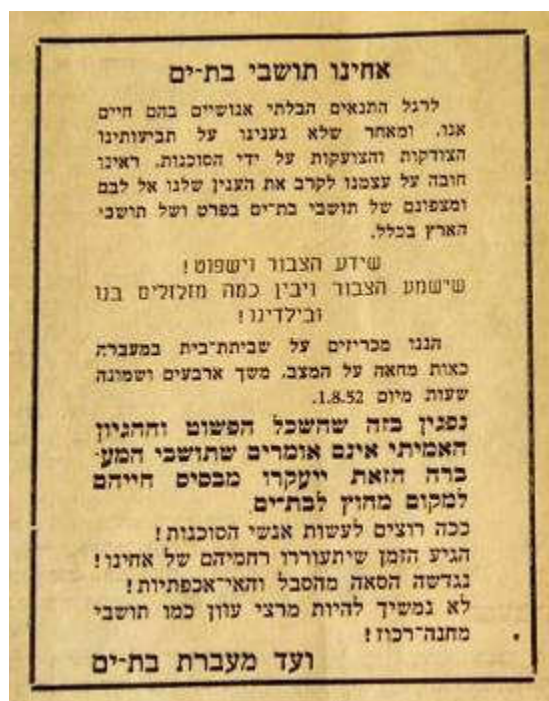 אחינו תושבי בת־ים
לרגל התנאים הבלתי אנושיים בהם חיים
אנו, ומאחר שלא נענינו על תביעותינו
הצודקות והצועקות על ידי הסוכנות, ראינו
חובה על עצמנו לקרב את הענין שלנו אל לבם
ומצפונם של תושבי בת־ים בפרט ושל תושבי
הארץ בכלל.
שידע הצבור וישפוט!
שישמע הצבור ויבין כמה מזלזלים בנו
ובילדינו!
הננו מכריזים על שביתת־בית במעברה
כאות מחאה על המצב, משך ארבעים ושמונה
שעות מיום 1.8.52.
נפגין בזה שהשכל הפשוט וההגיון
האמיתי אינם אומרים שתושבי המע־
ברה הזאת ייעקרו מבסיס חייהם
למקום מחוץ לבת־ים
ככה רוצים לעשות אנשי הסוכנות!
הגיע הזמן שיתעוררו רחמיהם של אחינו!
נגדשה הסאה מהסבל והאי־אכפתיות!
לא נמשיך להיות מרצי עוון כמו תושבי
מחנה־רכוז!
ועד מעברת בת־ים